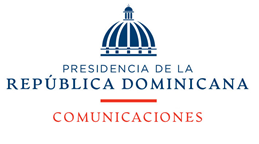 PRESIDENCIA DE LA
REPÚBLICA DOMINICANA
COMUNICACIONES